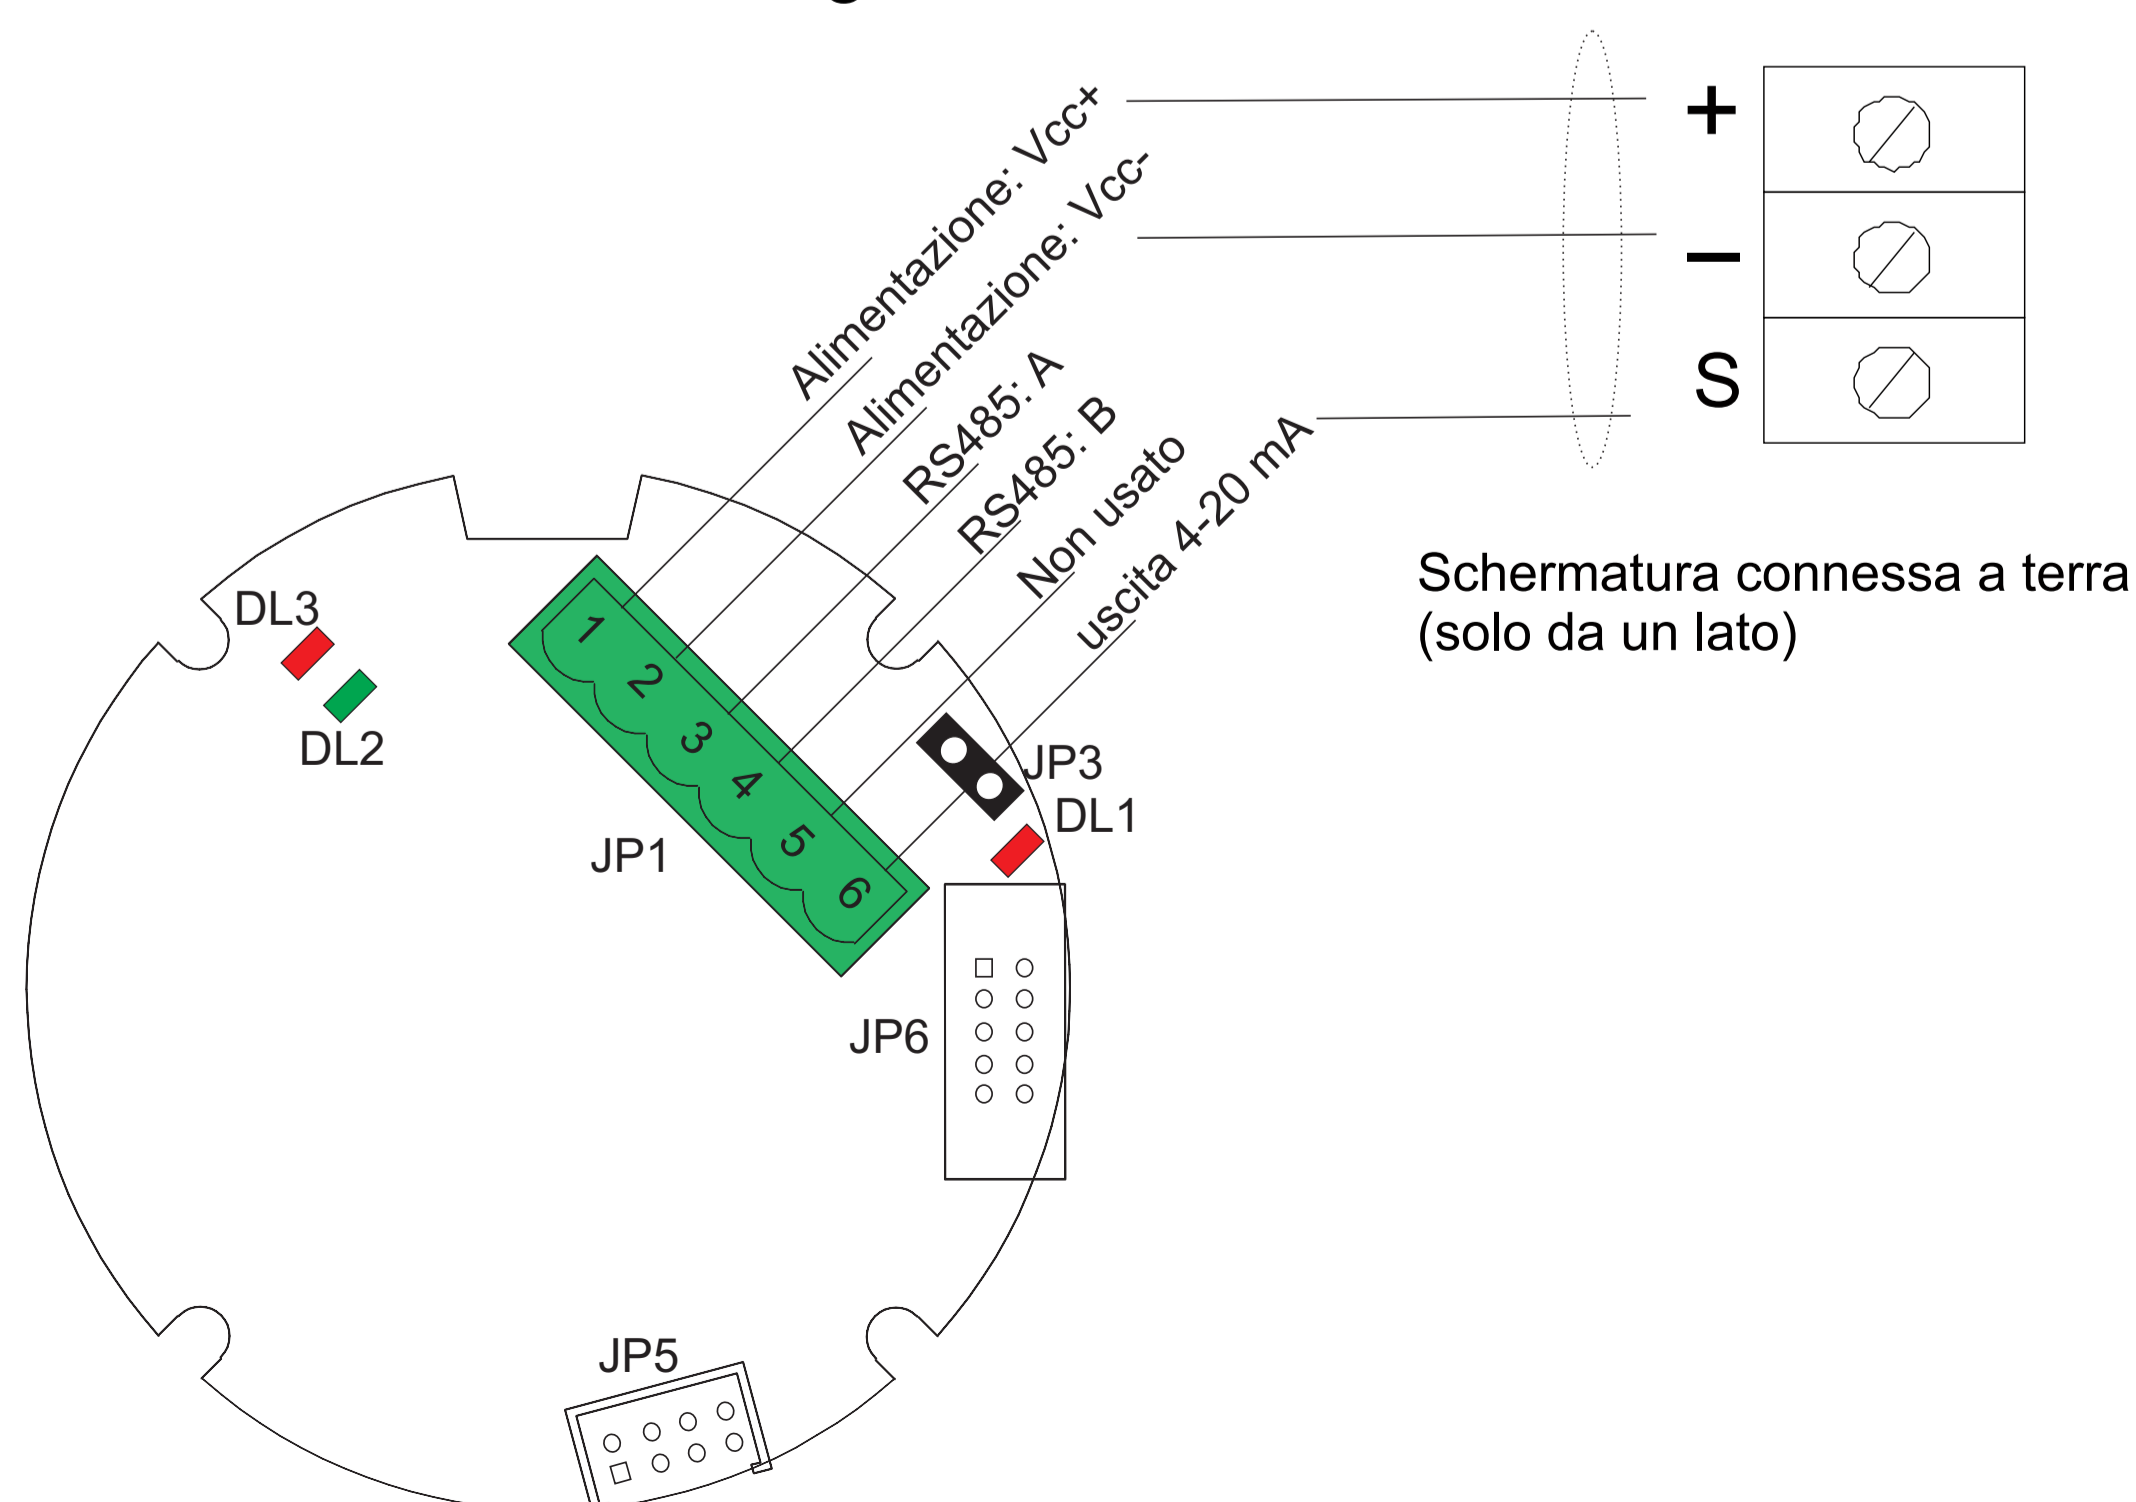 Alimentazione: Vcc+
Alimentazione: Vcc-
RS485: A
RS485: B
Non usato
uscita 4-20 mA
+
−
S
Schermatura connessa a terra
(solo da un lato)
DL3
DL2
1
2
3
4
5
6
JP1
JP3
DL1
JP6
JP5